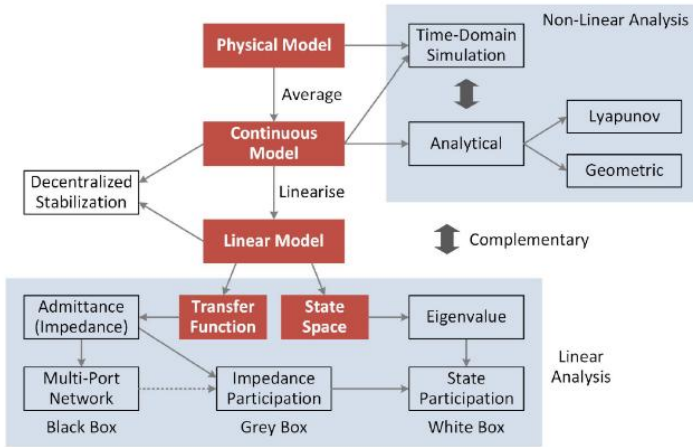 Non-Linear Analysis
Physical Model
Time-Domain
Simulation
Average
Continuous
Model
Analytical
Lyapunov
Geometric
Decentralized
Stabilization
Linearise
Linear Model
Complementary
Admittance
(Impedance)
Transfer
Function
State
Space
Eigenvalue
Linear
Analysis
Multi-Port
Network
Impedance
Participation
State
Participation
Black Box
Grey Box
White Box